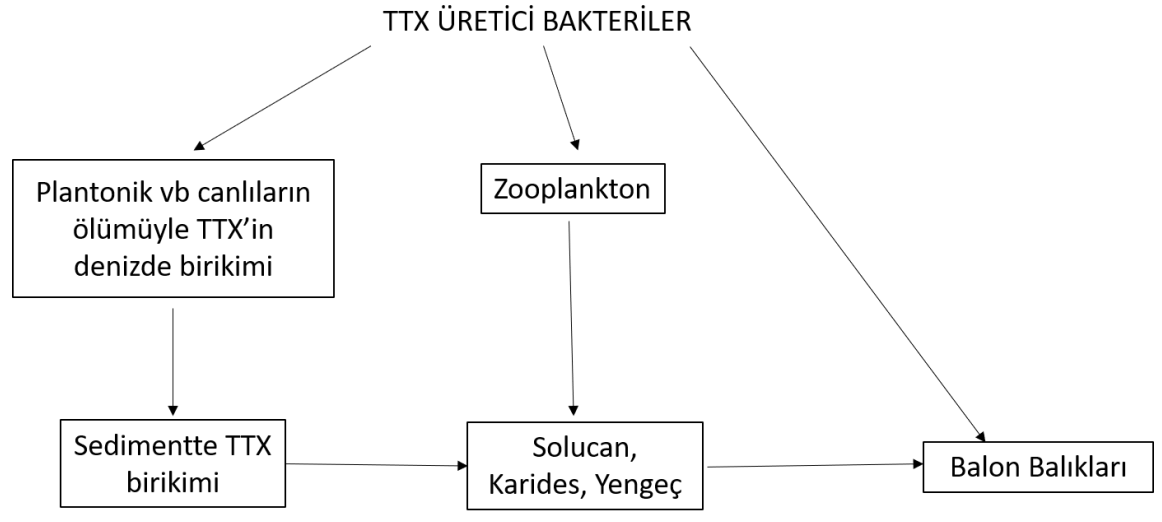 TTX ÜRETİCİ BAKTERİLER
Plantonik vb canlıların
ölümüyle TTX’in
denizde birikimi
Zooplankton
Sedimentte TTX
birikimi
Solucan,
Karides, Yengeç
Balon Balıkları